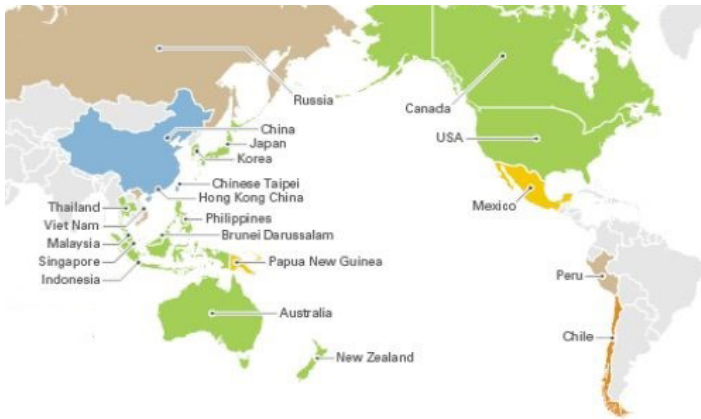 Russia
Canada
China
USA
Japan
Korea
Chinese Taipei
Hong Kong China
Mexico
Thailand
Philippines
Viet Nam
Brunei Darussalam
Malaysia
Singapore
Papua New Guinea
Indonesia
Peru
Australia
Chile
New Zealand